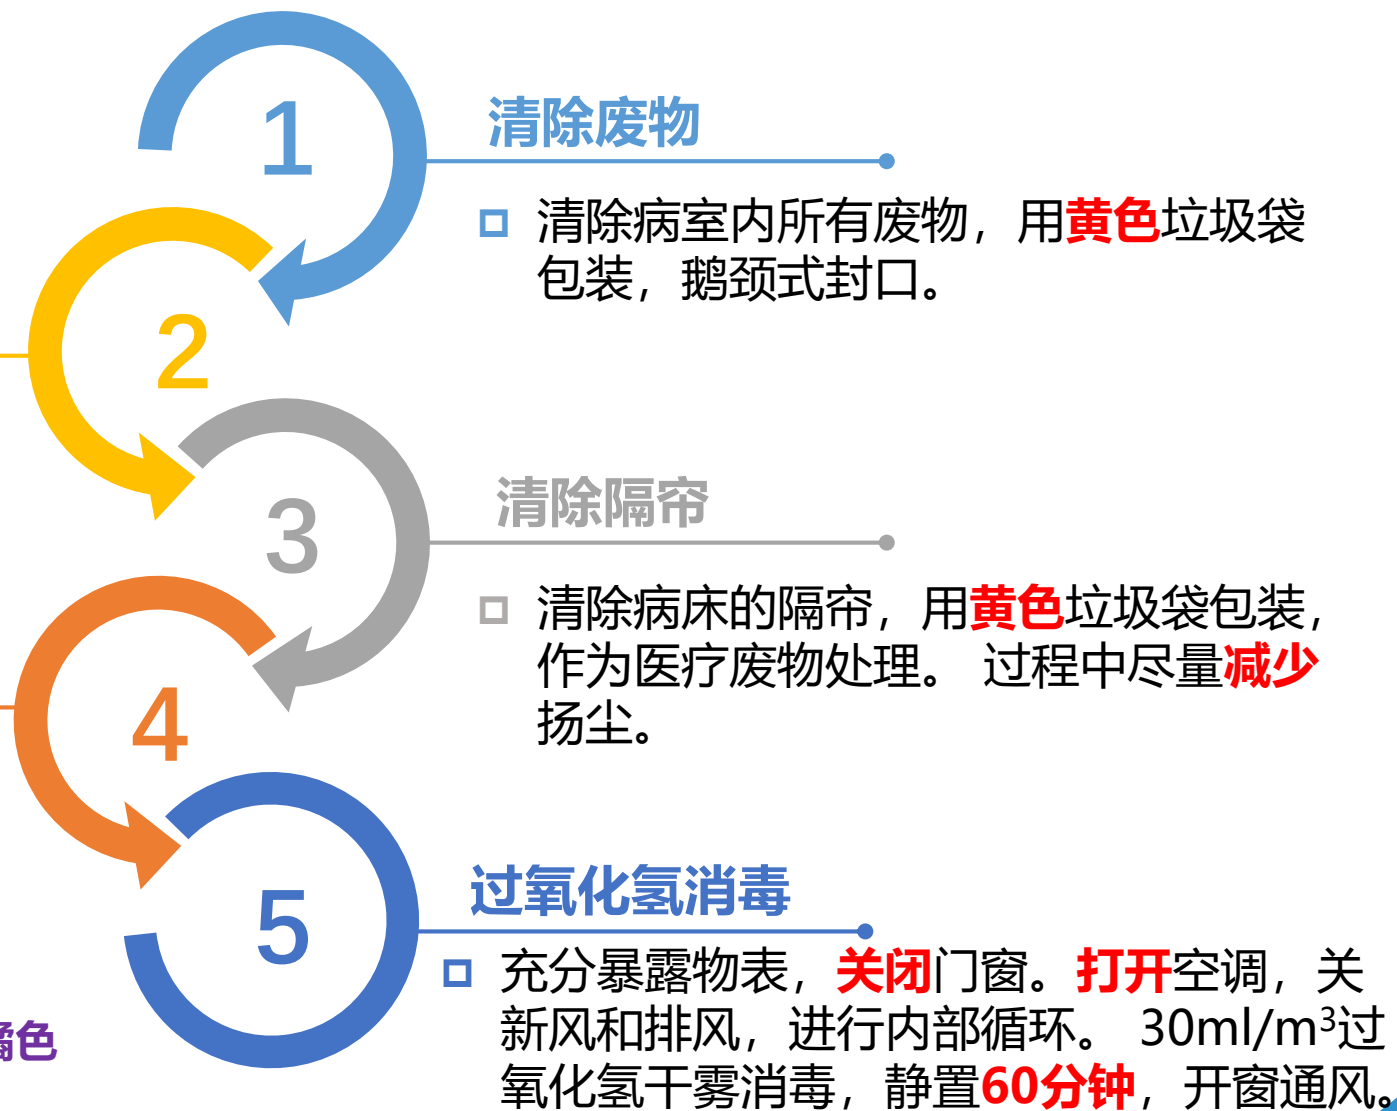 1
清除废物
清除病室内所有废物，用黄色垃圾袋
包装，鹅颈式封口。
2
3
清除隔帘
清除病床的隔帘，用黄色垃圾袋包装，
作为医疗废物处理。 过程中尽量减少
扬尘。
4
5
过氧化氢消毒
充分暴露物表，关闭门窗。打开空调，关
新风和排风，进行内部循环。 30ml/m³过
氧化氢干雾消毒，静置60分钟，开窗通风。
橘色